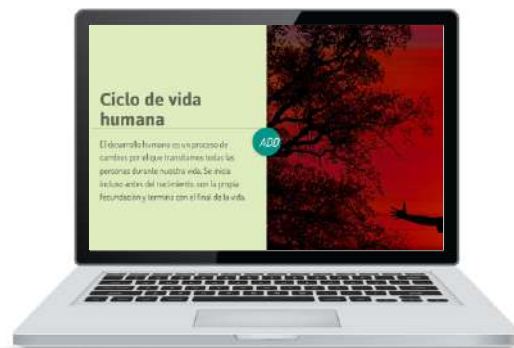 Ciclo de vida
humana
El desarrollo humano es un proceso de
cambios por el que transitamos todas las
personas durante nuestra vida. Se inicia
incluso antes del nacimiento, con la propia
fecundación y termina con el final de la vida.
ADD